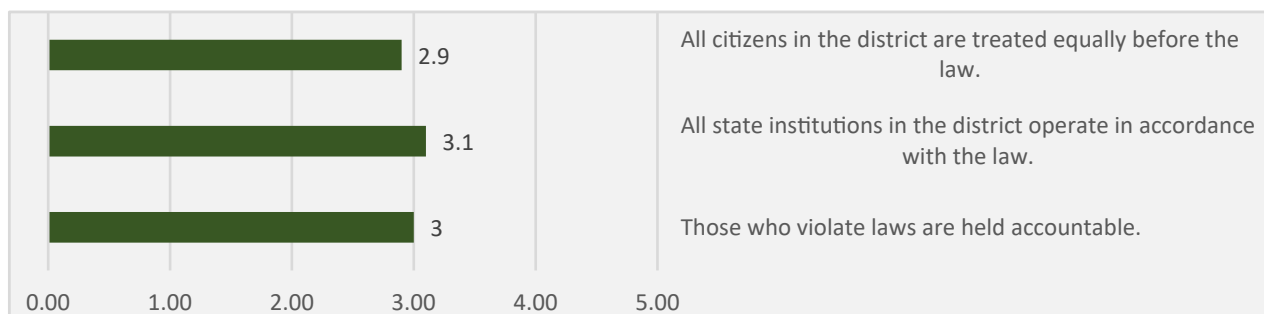 All citizens in the district are treated equally before the
law.
2.9
All state institutions in the district operate in accordance
with the law.
3.1
Those who violate laws are held accountable.
3
0.00 1.00 2.00 3.00 4.00 5.00